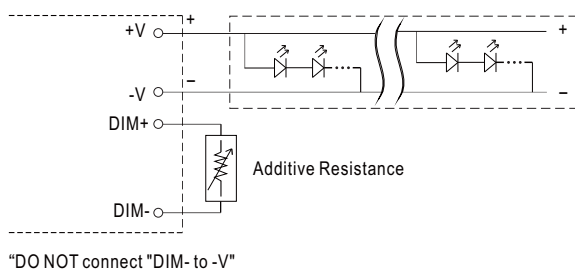 +
+V
+
−
-V
−
DIM+
Additive Resistance
DIM-
“DO NOT connect "DIM- to -V"